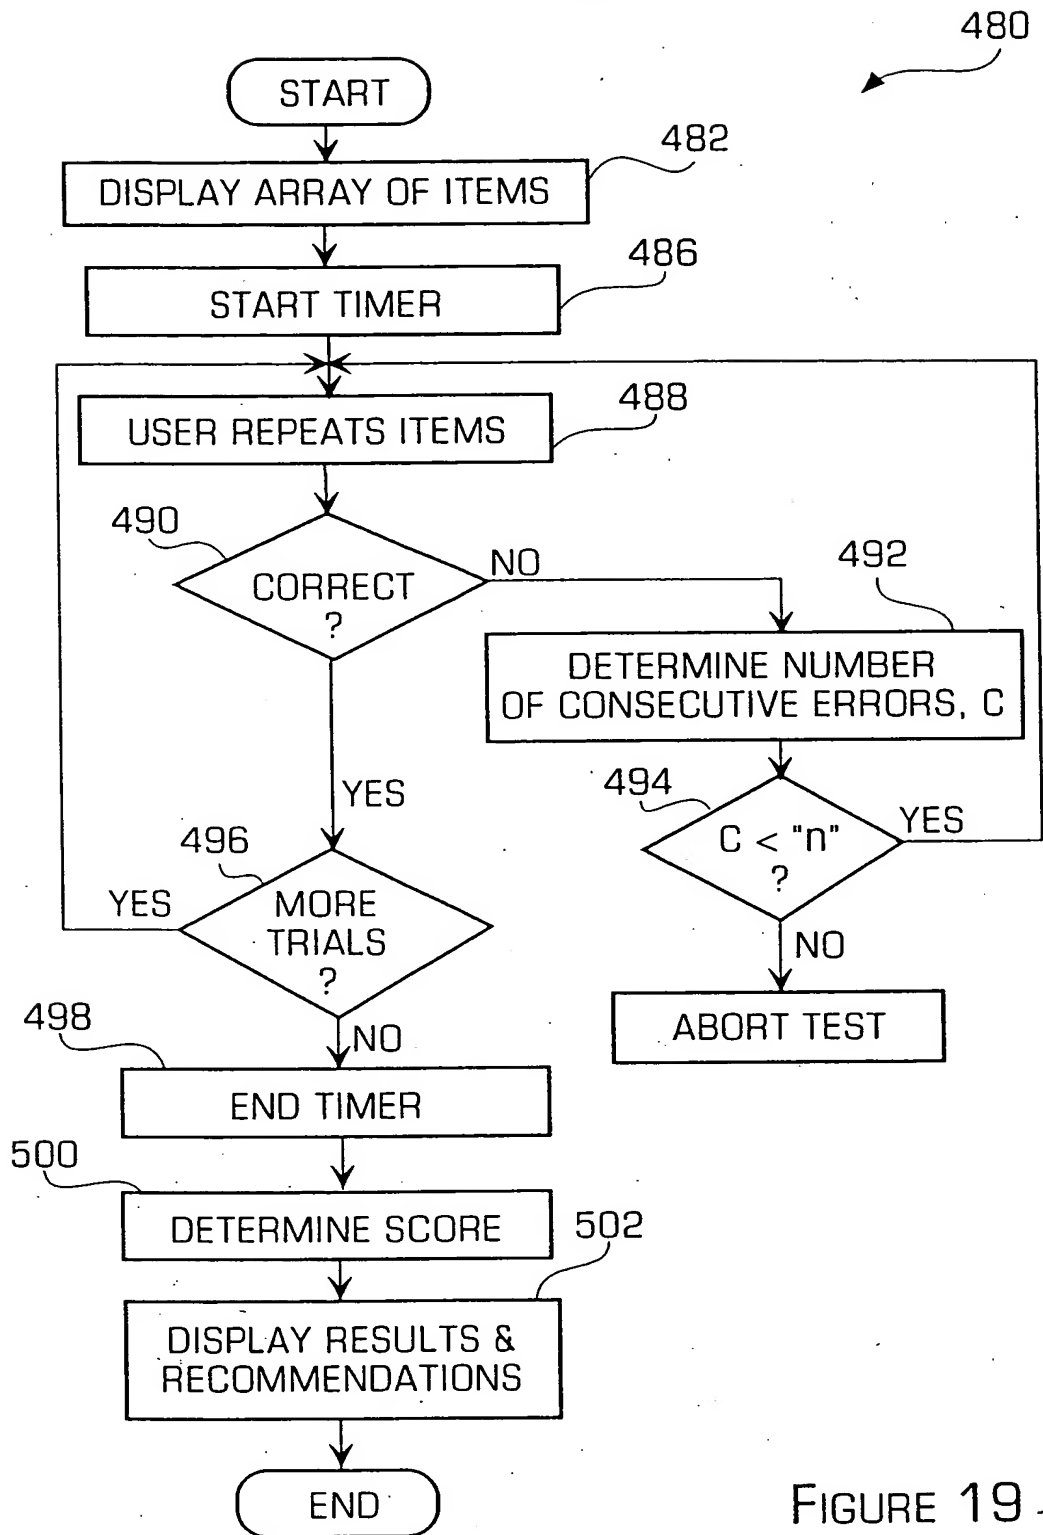 480
START
482
DISPLAY ARRAY OF ITEMS
486
START TIMER
488
USER REPEATS ITEMS
490
CORRECT
?
NO
492
DETERMINE NUMBER
OF CONSECUTIVE ERRORS, C
YES
494
C < "n"
?
YES
496
MORE
TRIALS
?
YES
NO
ABORT TEST
498
NO
END TIMER
500
DETERMINE SCORE
502
DISPLAY RESULTS &
RECOMMENDATIONS
END
FIGURE 19